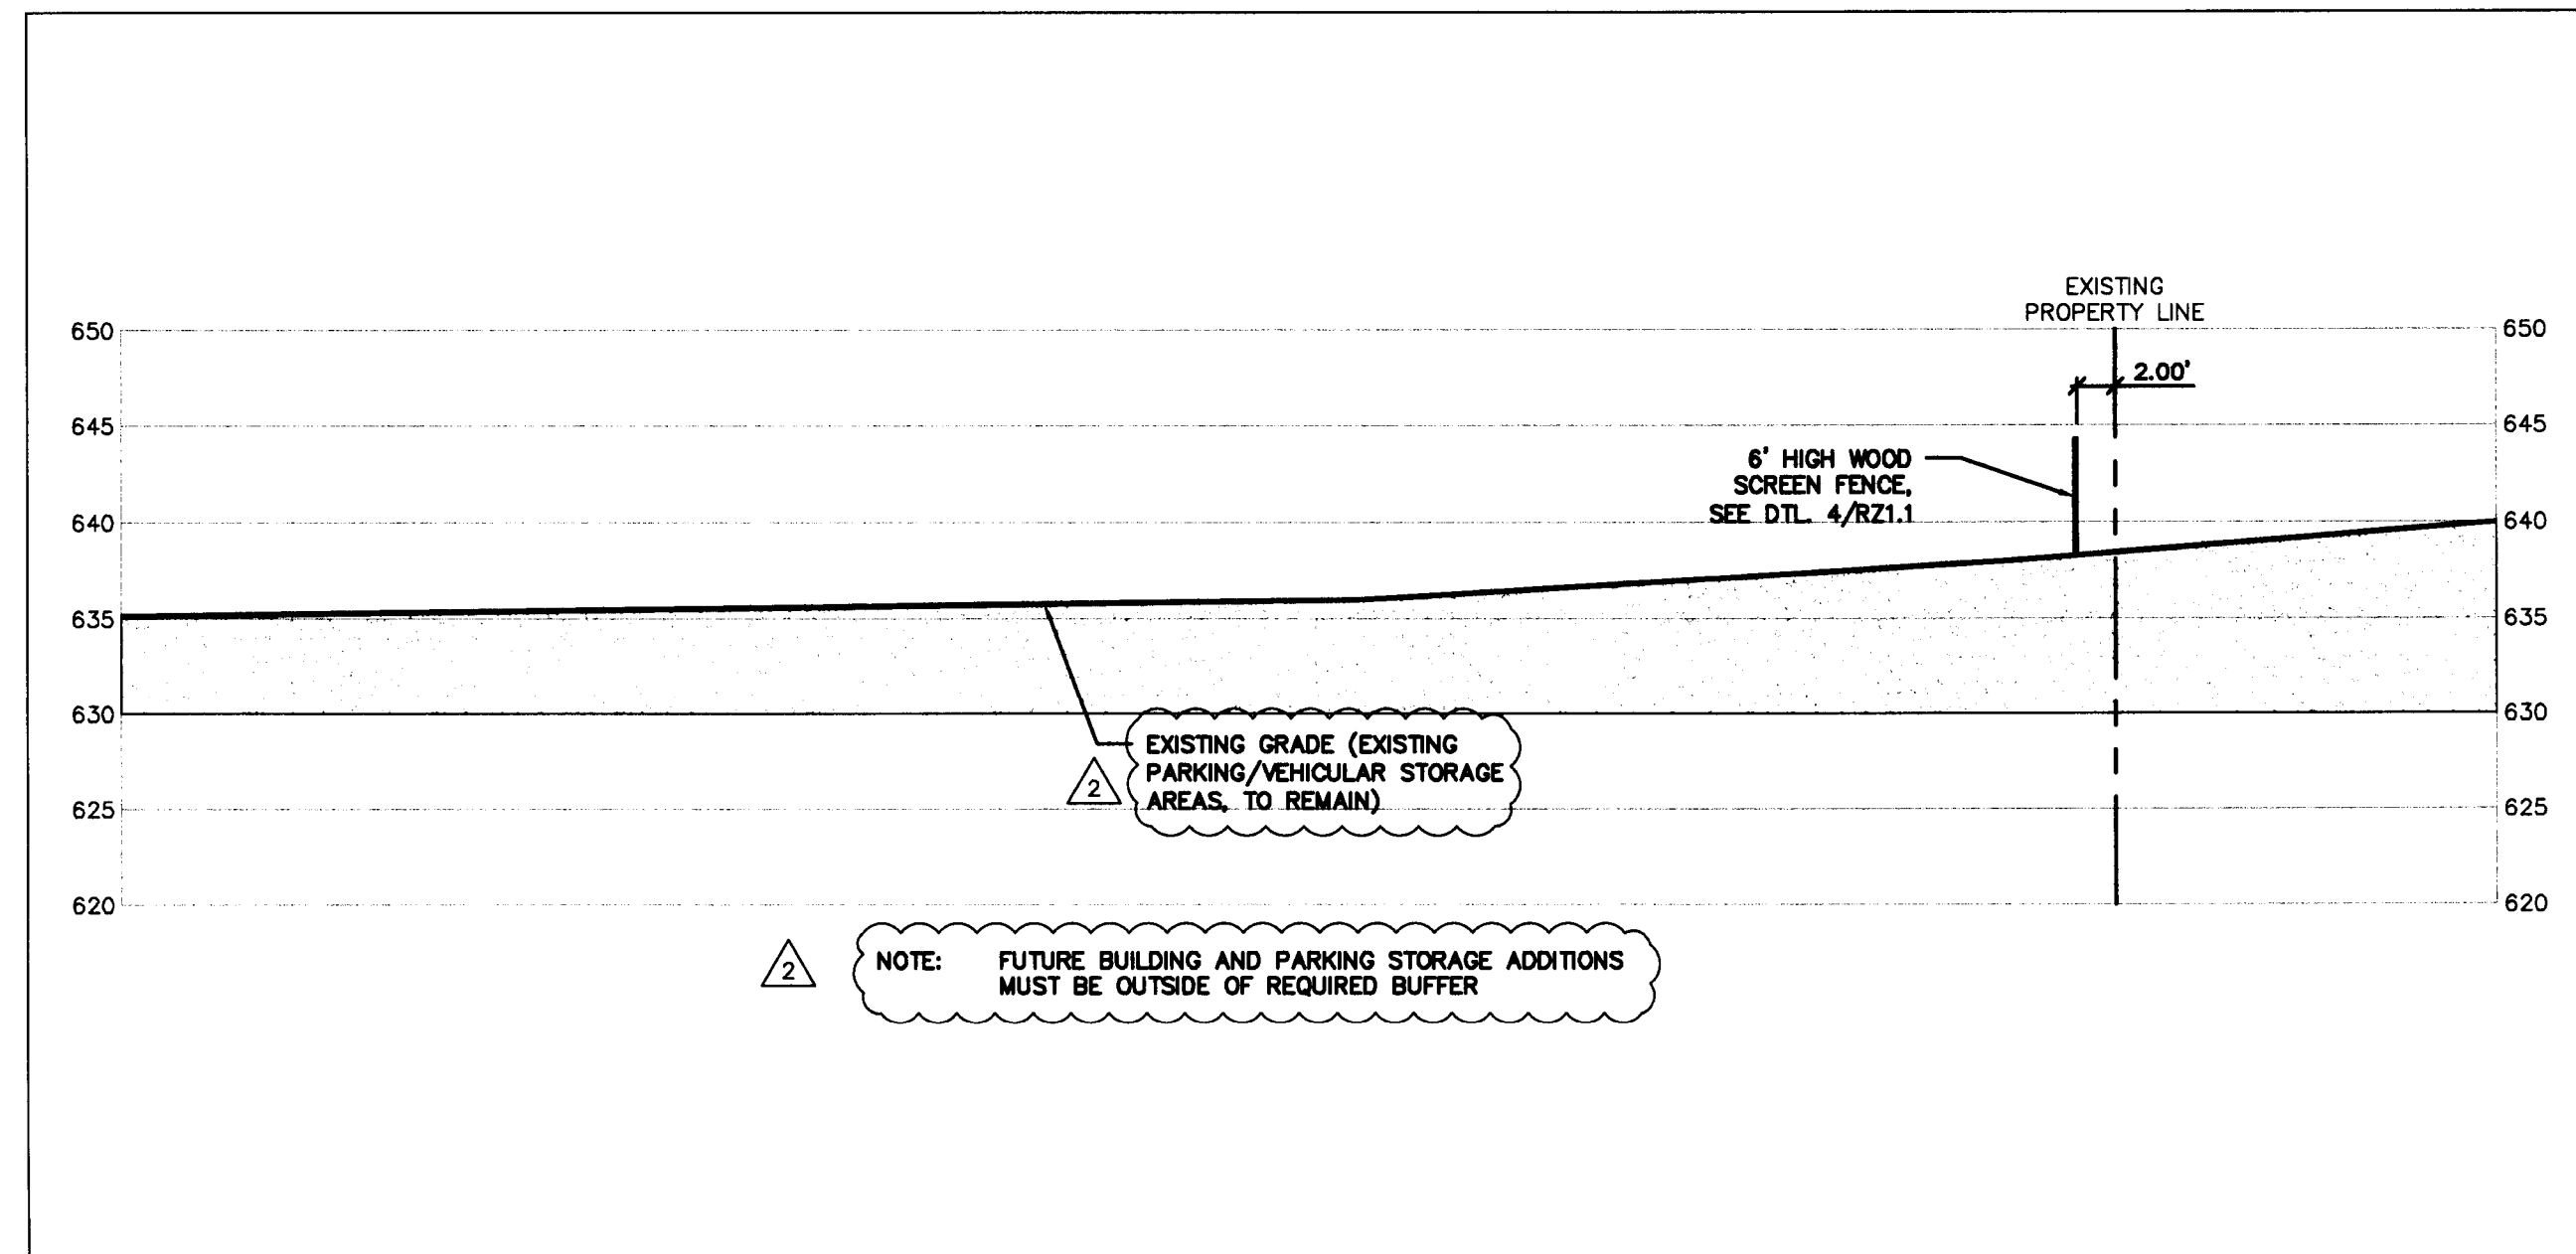 EXISTING
PROPERTY LINE
650
650
2.00'
645
645
6' HIGH WOOD
SCREEN FENCE,
SEE DTL. 4/RZ1.1
640
640
635
635
630
630
EXISTING GRADE (EXISTING
PARKING/VEHICULAR STORAGE
AREAS, TO REMAIN)
2
625
625
620
620
2
NOTE: FUTURE BUILDING AND PARKING STORAGE ADDITIONS
MUST BE OUTSIDE OF REQUIRED BUFFER